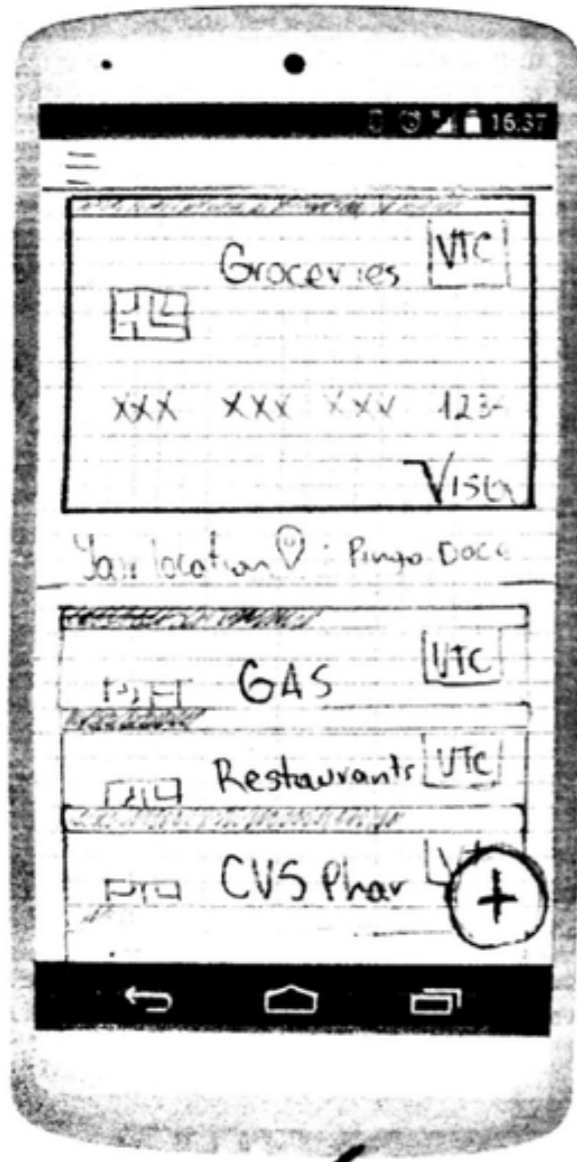 16:37
Groceries VTC
XXX XXX XXX 123
Visa
Your location : Pingo Doce
GAS VTC
Restaurants VTC
CVS Phar
+